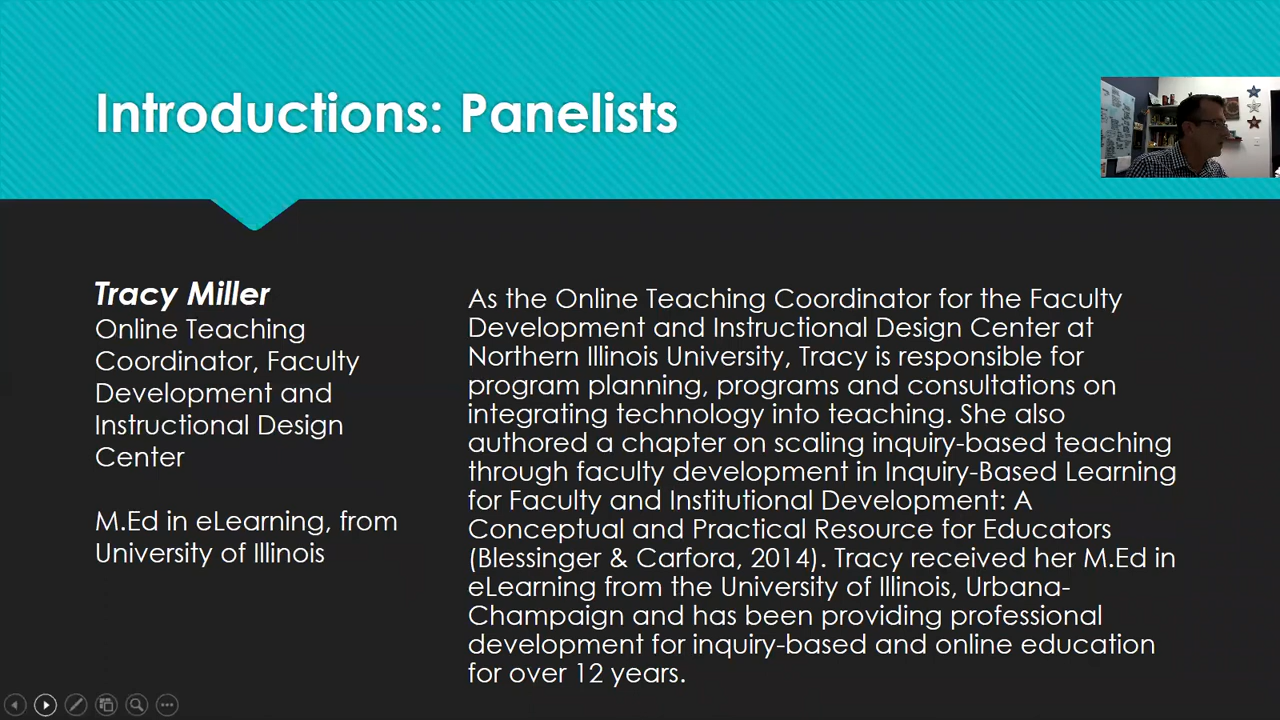 Introductions: Panelists
Tracy Miller
Online Teaching
Coordinator, Faculty
Development and
Instructional Design
Center
M.Ed in eLearning, from
University of Illinois
As the Online Teaching Coordinator for the Faculty
Development and Instructional Design Center at
Northern Illinois University, Tracy is responsible for
program planning, programs and consultations on
integrating technology into teaching. She also
authored a chapter on scaling inquiry-based teaching
through faculty development in Inquiry-Based Learning
for Faculty and Institutional Development: A
Conceptual and Practical Resource for Educators
(Blessinger & Carfora, 2014). Tracy received her M.Ed in
eLearning from the University of Illinois, Urbana-
Champaign and has been providing professional
development for inquiry-based and online education
for over 12 years.